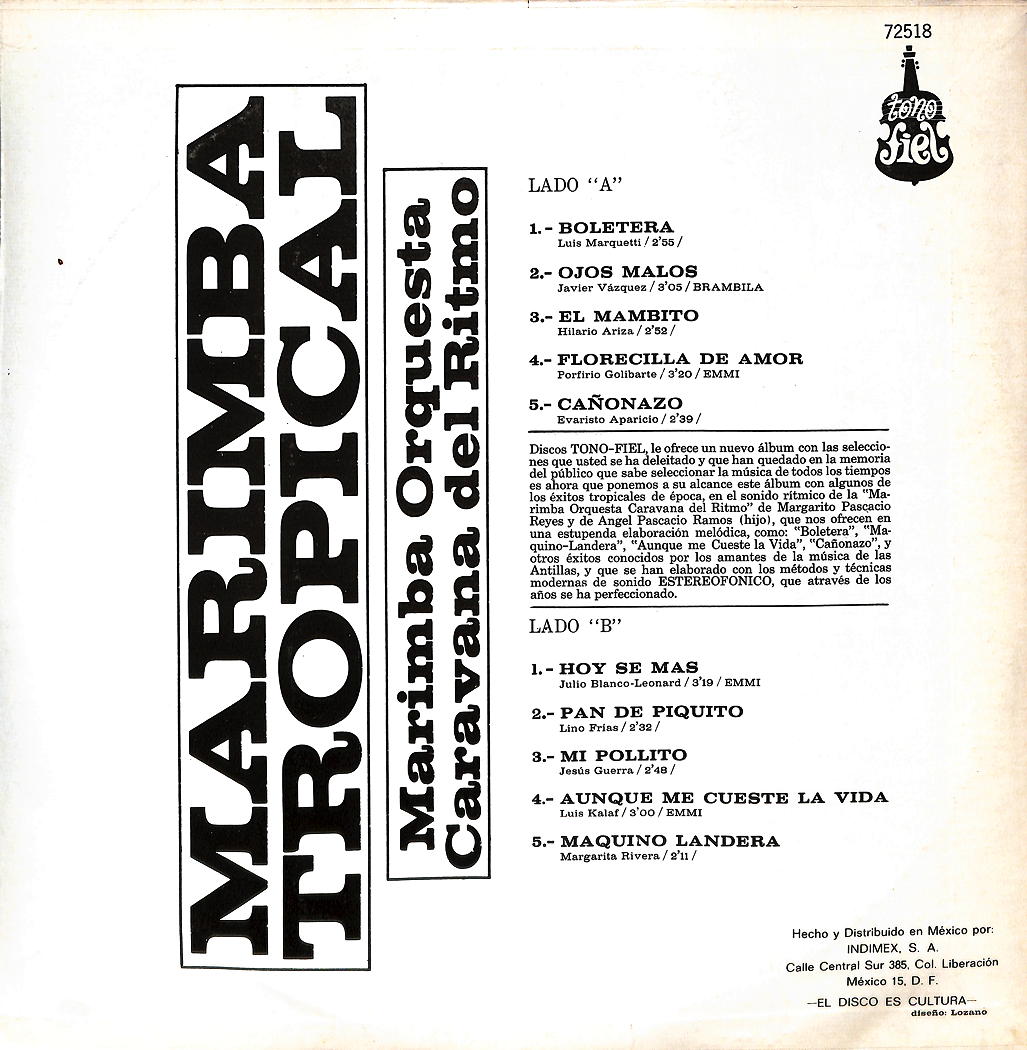 72518
tono
fiel
MARIMBA
TROPICAL
Marimba Orquesta
Caravana del Ritmo
LADO "A"
1.- BOLETERA
Luis Marquetti / 2'55 /
2.- OJOS MALOS
Javier Vázquez / 3'05 / BRAMBILA
3.- EL MAMBITO
Hilario Ariza / 2'52 /
4.- FLORECILLA DE AMOR
Porfirio Golibarte / 3'20 / EMMI
5.- CAÑONAZO
Evaristo Aparicio / 2'39 /
Discos TONO-FIEL, le ofrece un nuevo álbum con las seleccio-
nes que usted se ha deleitado y que han quedado en la memoria
del público que sabe seleccionar la música de todos los tiempos
es ahora que ponemos a su alcance este álbum con algunos de
los éxitos tropicales de época, en el sonido rítmico de la "Ma-
rimba Orquesta Caravana del Ritmo" de Margarito Pascacio
Reyes y de Angel Pascacio Ramos (hijo), que nos ofrecen en
una estupenda elaboración melódica, como: "Boletera", "Ma-
quino-Landera", "Aunque me Cueste la Vida", "Cañonazo", y
otros éxitos conocidos por los amantes de la música de las
Antillas, y que se han elaborado con los métodos y técnicas
modernas de sonido ESTEREOFONICO, que através de los
años se ha perfeccionado.
LADO "B"
1.- HOY SE MAS
Julio Blanco-Leonard / 3'19 / EMMI
2.- PAN DE PIQUITO
Lino Frías / 2'32 /
3.- MI POLLITO
Jesús Guerra / 2'48 /
4.- AUNQUE ME CUESTE LA VIDA
Luis Kalaf / 3'00 / EMMI
5.- MAQUINO LANDERA
Margarita Rivera / 2'11 /
Hecho y Distribuido en México por:
INDIMEX, S. A.
Calle Central Sur 385, Col. Liberación
México 15, D. F.
—EL DISCO ES CULTURA—
diseño: Lozano